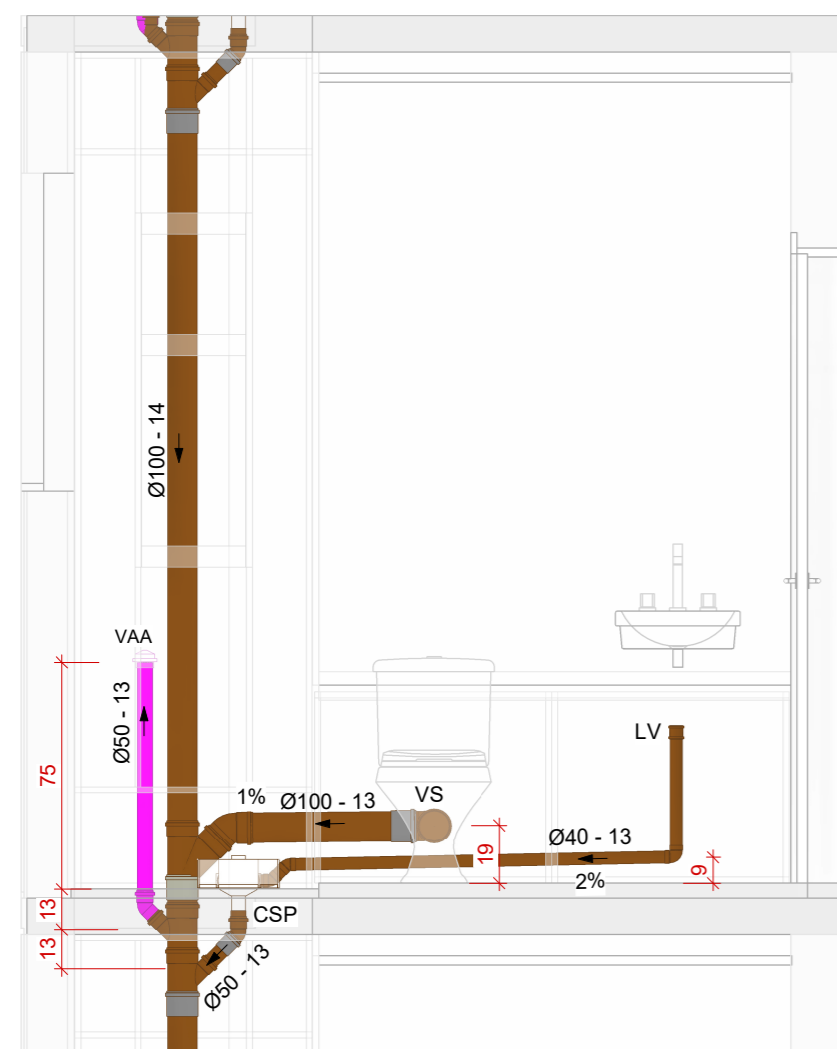 Ø100 - 14
VAA
Ø50 - 13
75
1%
Ø100 - 13
VS
LV
Ø40 - 13
19
9
2%
13
CSP
13
Ø50 - 13